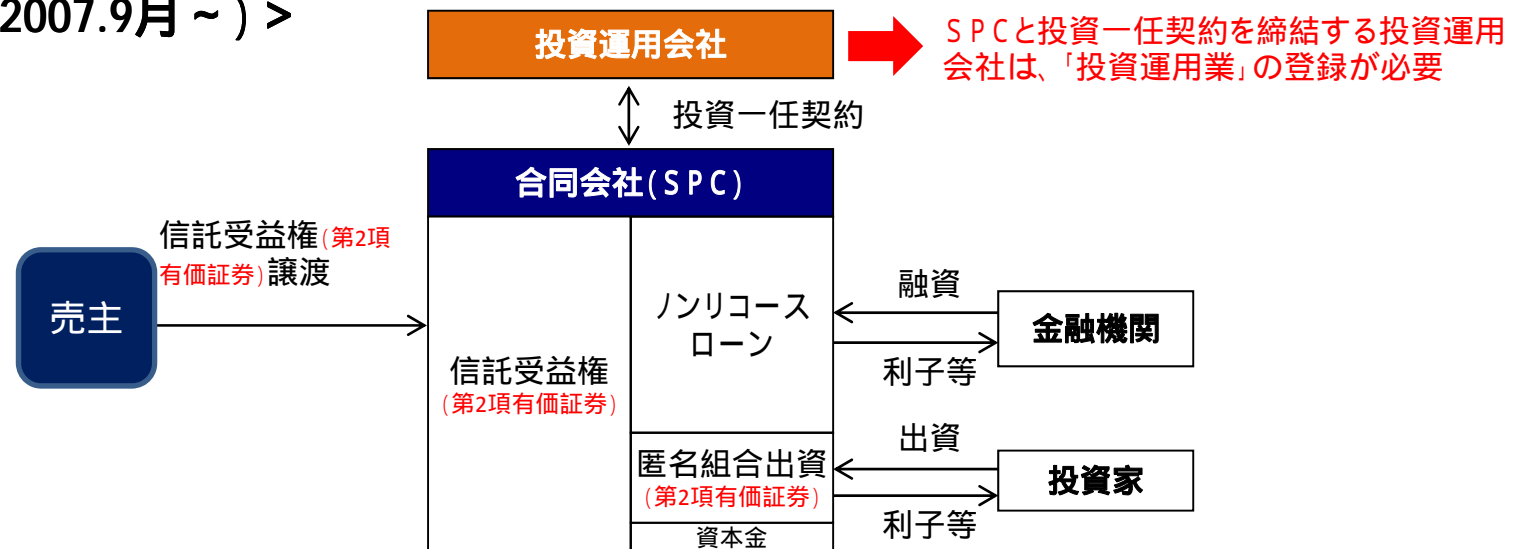 2007.9月~)>
投資運用会社
SPCと投資一任契約を締結する投資運用
会社は、「投資運用業」の登録が必要
投資一任契約
合同会社(SPC)
信託受益権(第2項
有価証券)譲渡
売主
信託受益権
(第2項有価証券)
ノンリコース
ローン
融資
金融機関
利子等
匿名組合出資
(第2項有価証券)
出資
投資家
利子等
資本金